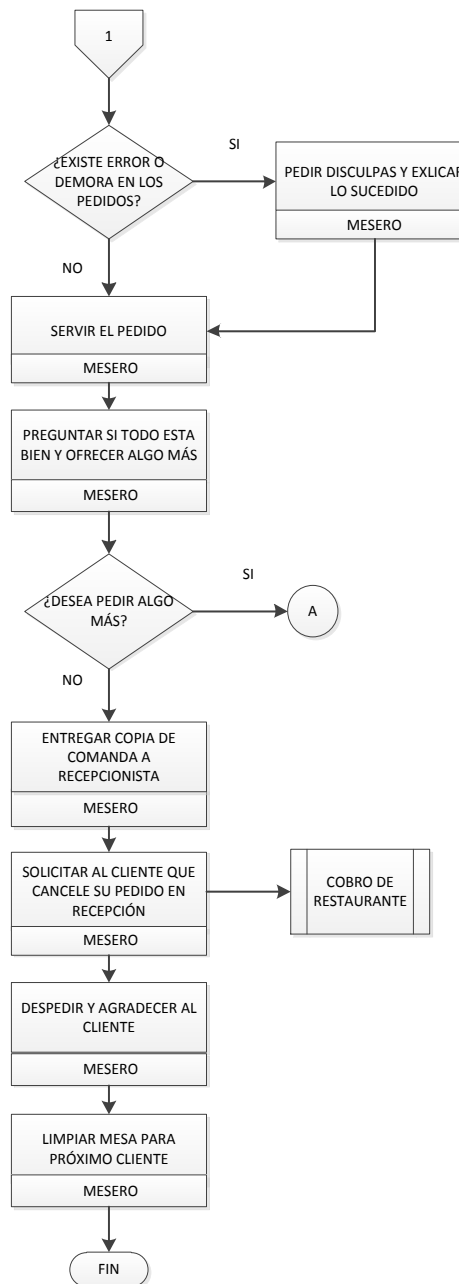 1
¿EXISTE ERROR O
DEMORA EN LOS
PEDIDOS?
SI
PEDIR DISCULPAS Y EXLICAR
LO SUCEDIDO
MESERO
NO
SERVIR EL PEDIDO
MESERO
PREGUNTAR SI TODO ESTA
BIEN Y OFRECER ALGO MÁS
MESERO
¿DESEA PEDIR ALGO
MÁS?
SI
A
NO
ENTREGAR COPIA DE
COMANDA A
RECEPCIONISTA
MESERO
SOLICITAR AL CLIENTE QUE
CANCELE SU PEDIDO EN
RECEPCIÓN
MESERO
COBRO DE
RESTAURANTE
DESPEDIR Y AGRADECER AL
CLIENTE
MESERO
LIMPIAR MESA PARA
PRÓXIMO CLIENTE
MESERO
FIN